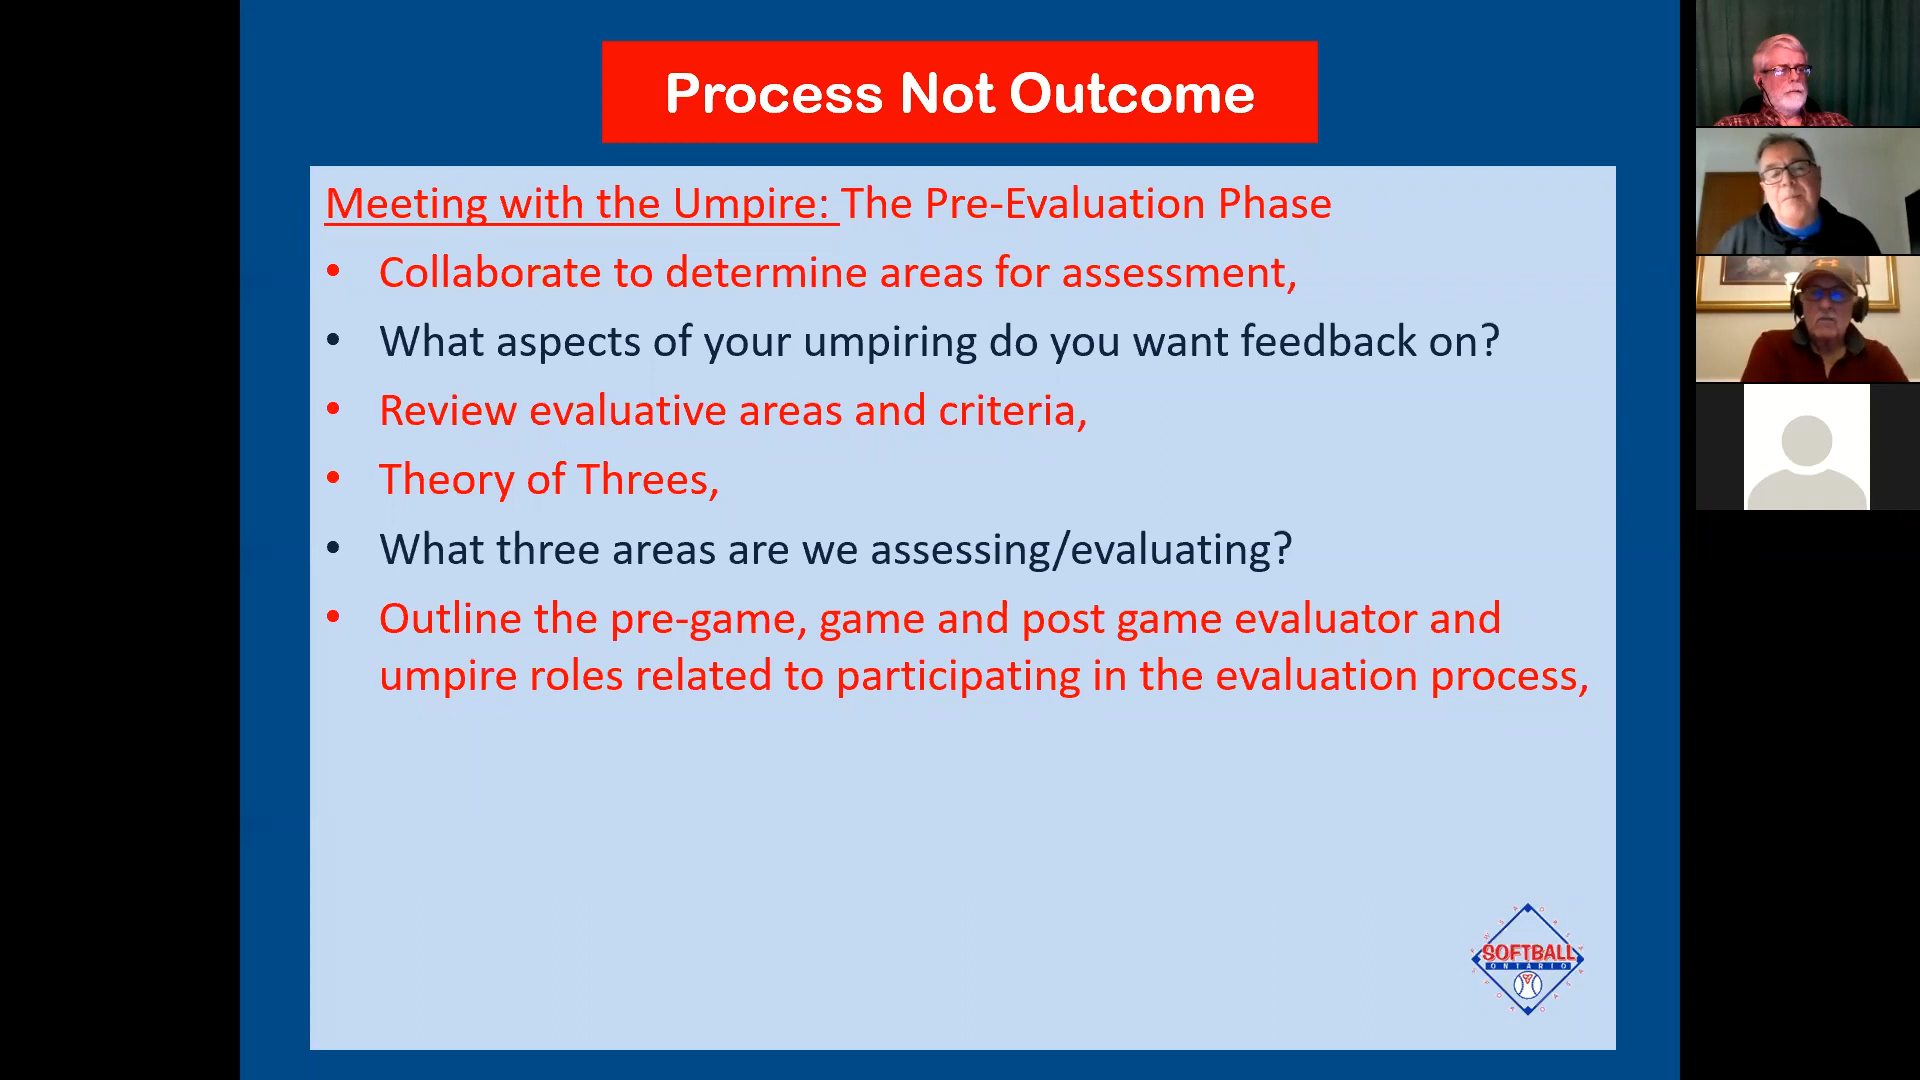 Process Not Outcome
Meeting with the Umpire: The Pre-Evaluation Phase
• Collaborate to determine areas for assessment,
• What aspects of your umpiring do you want feedback on?
• Review evaluative areas and criteria,
• Theory of Threes,
• What three areas are we assessing/evaluating?
• Outline the pre-game, game and post game evaluator and
umpire roles related to participating in the evaluation process,
SOFTBALL
ONTARIO